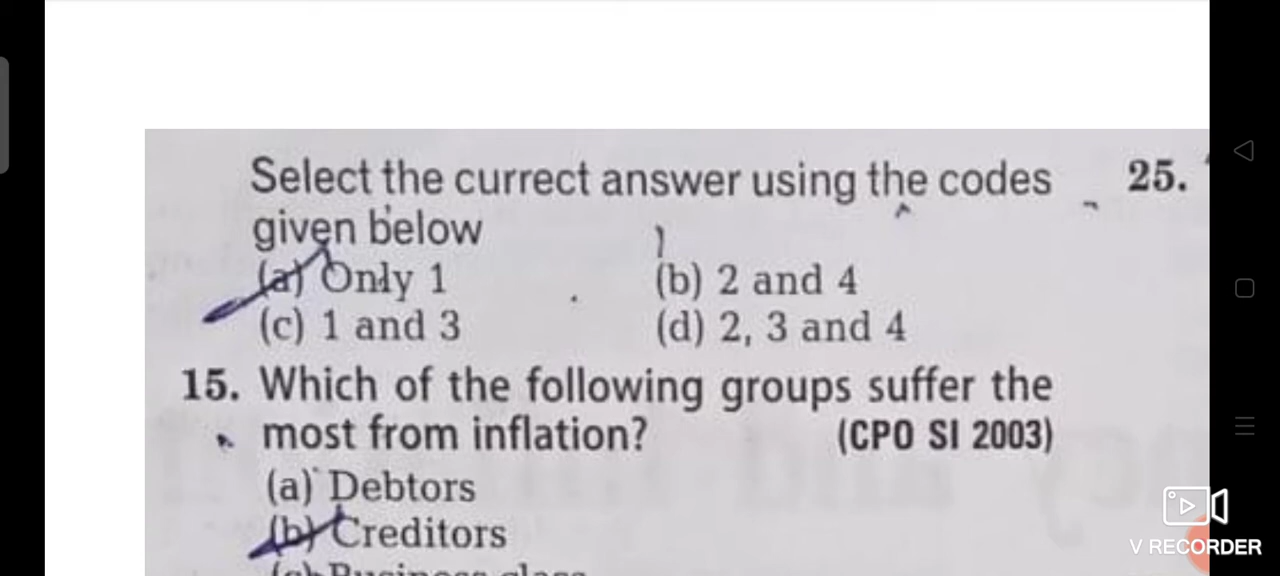 Select the currect answer using the codes
given below
(a) Only 1 (b) 2 and 4
(c) 1 and 3 (d) 2, 3 and 4
15. Which of the following groups suffer the
most from inflation? (CPO SI 2003)
(a) Debtors
(b) Creditors
(c) Business class
25.
V RECORDER